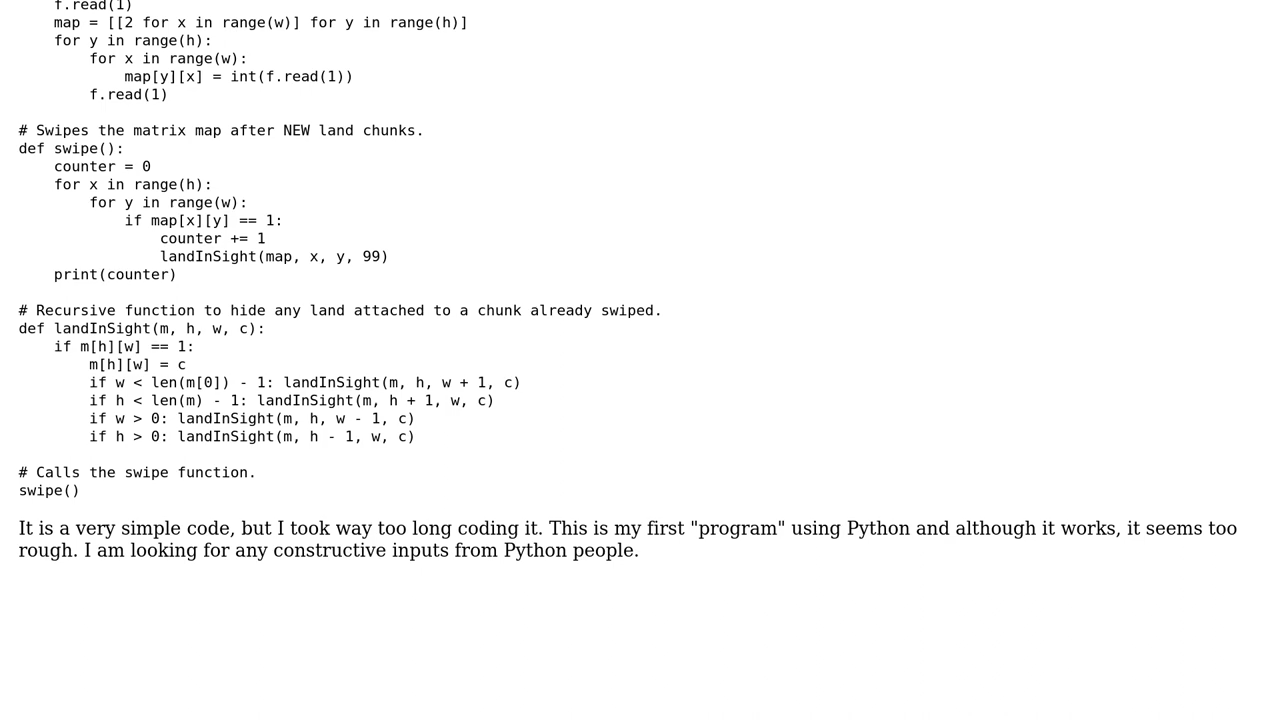 f.read(1)
    map = [[2 for x in range(w)] for y in range(h)]
    for y in range(h):
        for x in range(w):
            map[y][x] = int(f.read(1))
        f.read(1)

# Swipes the matrix map after NEW land chunks.
def swipe():
    counter = 0
    for x in range(h):
        for y in range(w):
            if map[x][y] == 1:
                counter += 1
                landInSight(map, x, y, 99)
    print(counter)

# Recursive function to hide any land attached to a chunk already swiped.
def landInSight(m, h, w, c):
    if m[h][w] == 1:
        m[h][w] = c
        if w < len(m[0]) - 1: landInSight(m, h, w + 1, c)
        if h < len(m) - 1: landInSight(m, h + 1, w, c)
        if w > 0: landInSight(m, h, w - 1, c)
        if h > 0: landInSight(m, h - 1, w, c)

# Calls the swipe function.
swipe()

It is a very simple code, but I took way too long coding it. This is my first "program" using Python and although it works, it seems too
rough. I am looking for any constructive inputs from Python people.